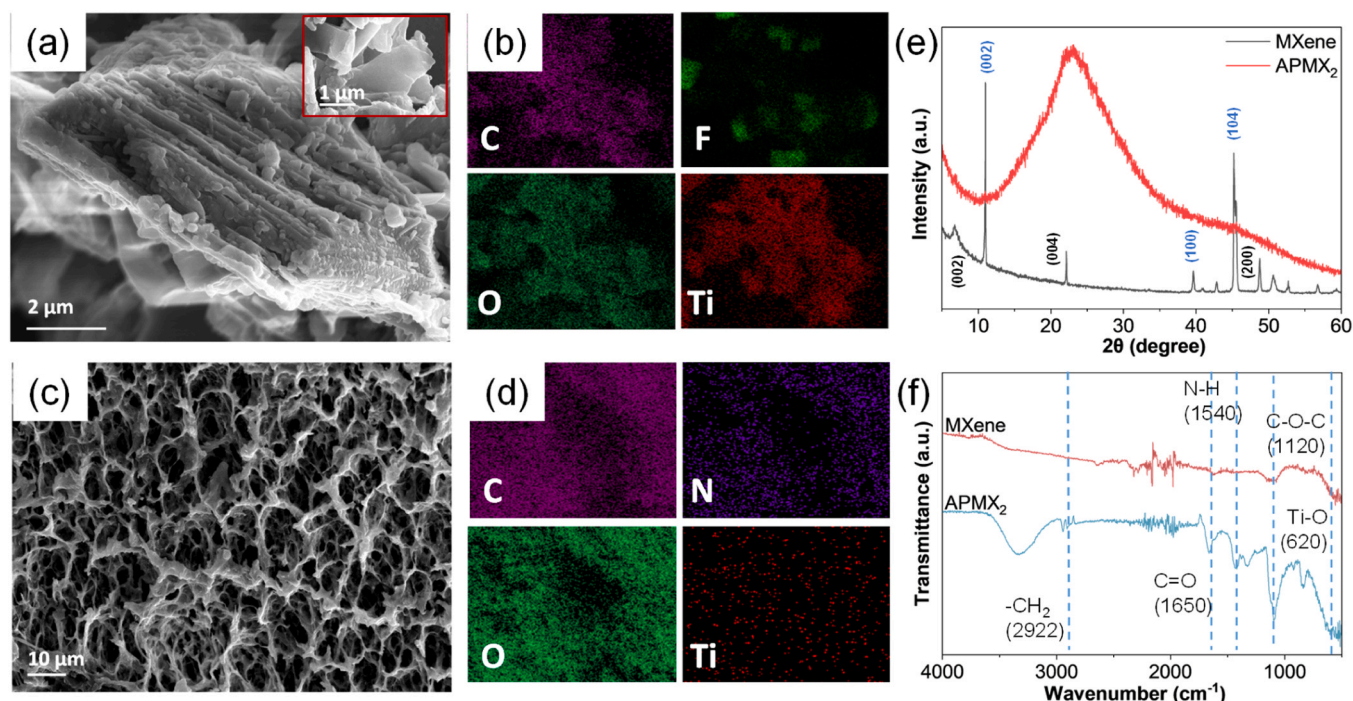 (a)
1 μm
2 μm
(b)
C
F
O
Ti
(c)
10 μm
(d)
C
N
O
Ti
(e)
MXene
APMX₂
(002)
(104)
(002)
(004)
(100)
(200)
Intensity (a.u.)
10 20 30 40 50 60
2θ (degree)
(f)
N-H
(1540)
C-O-C
(1120)
MXene
APMX₂
Ti-O
(620)
C=O
(1650)
-CH₂
(2922)
Transmittance (a.u.)
4000 3000 2000 1000
Wavenumber (cm⁻¹)